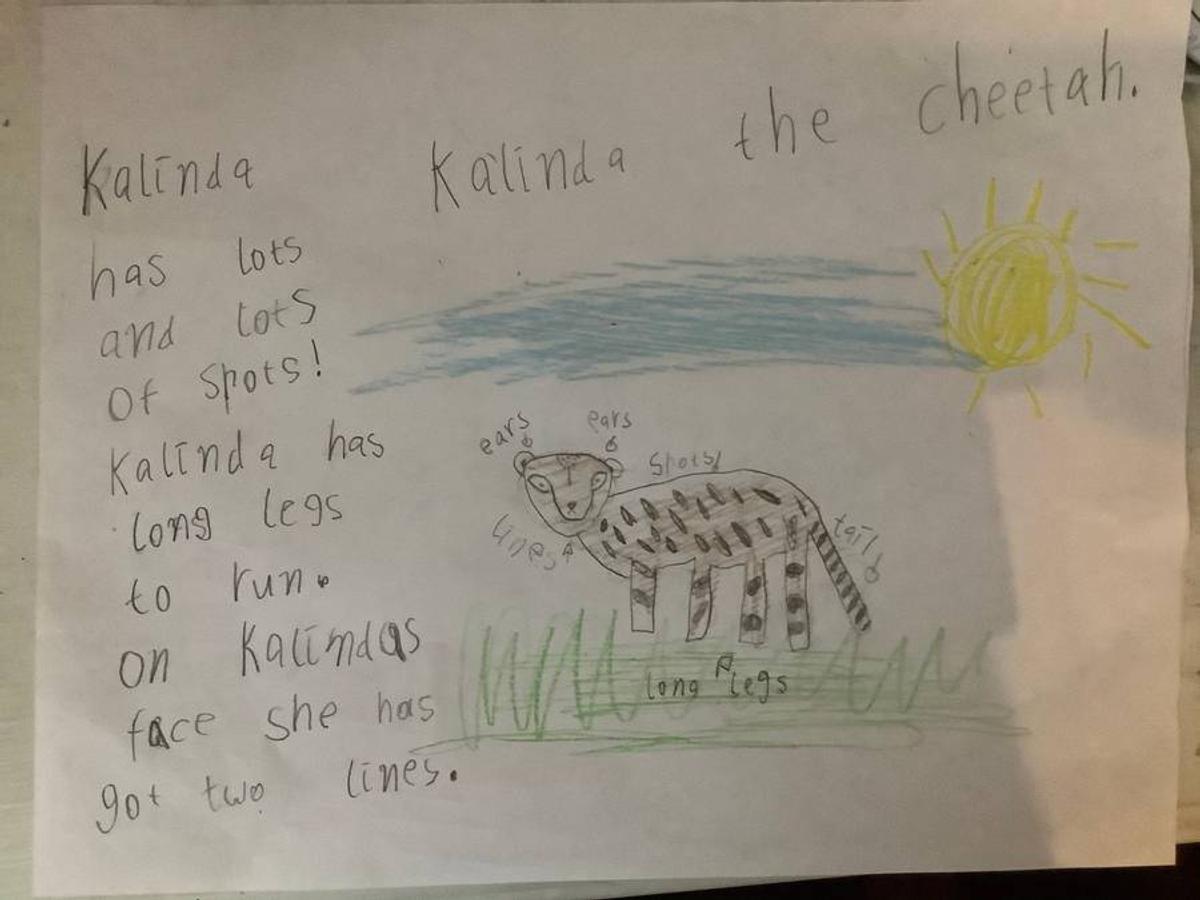 Kalinda the cheetah.
Kalinda
has lots
and lots
of spots!
Kalinda has
long legs
to run.
on Kalindas
face she has
got two lines.
ears
ears
spots
lines
tail
long legs